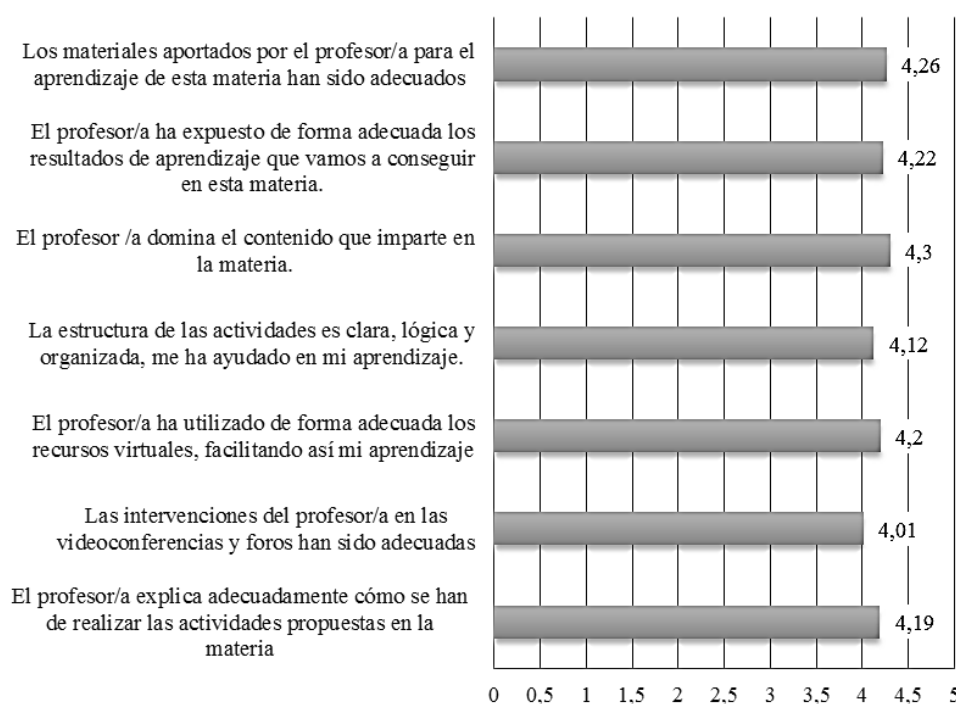 Los materiales aportados por el profesor/a para el
aprendizaje de esta materia han sido adecuados
4,26
El profesor/a ha expuesto de forma adecuada los
resultados de aprendizaje que vamos a conseguir
en esta materia.
4,22
El profesor /a domina el contenido que imparte en
la materia.
4,3
La estructura de las actividades es clara, lógica y
organizada, me ha ayudado en mi aprendizaje.
4,12
El profesor/a ha utilizado de forma adecuada los
recursos virtuales, facilitando así mi aprendizaje
4,2
Las intervenciones del profesor/a en las
videoconferencias y foros han sido adecuadas
4,01
El profesor/a explica adecuadamente cómo se han
de realizar las actividades propuestas en la
materia
4,19
0 0,5 1 1,5 2 2,5 3 3,5 4 4,5 5